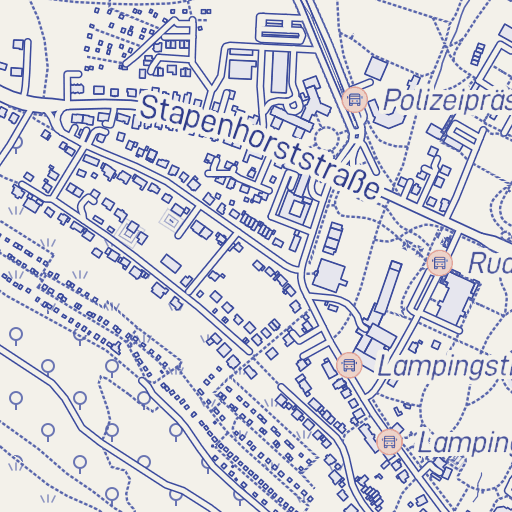 Stapenhorststraße
Polizeipräs
Rud
Lampingst
Lamping